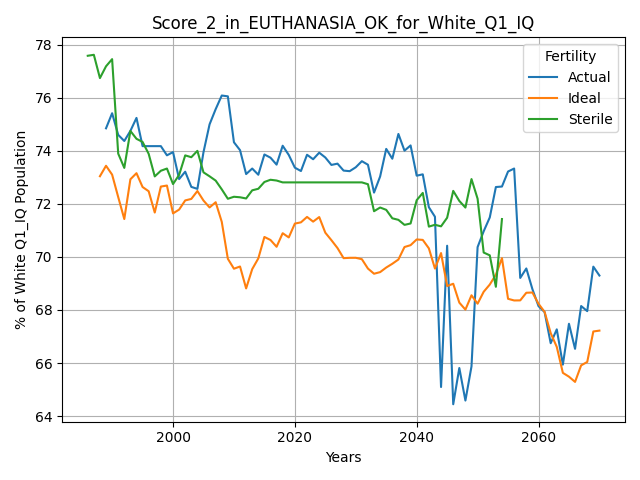 Score_2_in_EUTHANASIA_OK_for_White_Q1_IQ
% of White Q1_IQ Population
78
76
74
72
70
68
66
64
Fertility
Actual
Ideal
Sterile
2000 2020 2040 2060
Years